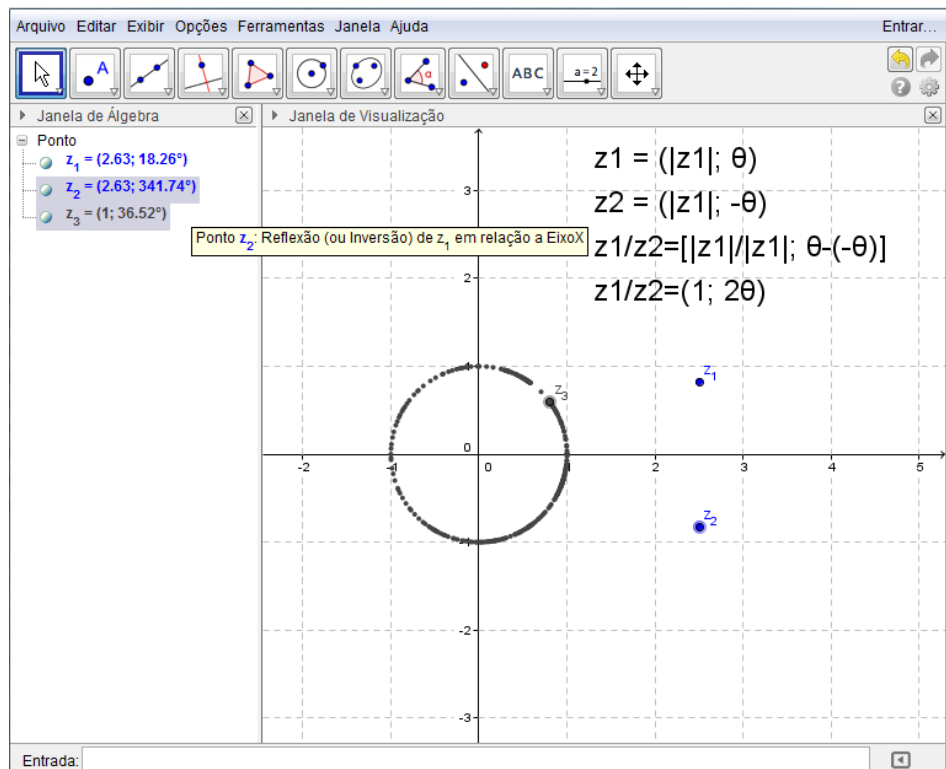 Arquivo Editar Exibir Opções Ferramentas Janela Ajuda Entrar...
A α ABC a=2
Janela de Álgebra
Janela de Visualização
Ponto
z1 = (2.63; 18.26°)
z2 = (2.63; 341.74°)
z3 = (1; 36.52°)
Ponto z2: Reflexão (ou Inversão) de z1 em relação a EixoX
z1 = (|z1|; θ)
z2 = (|z1|; -θ)
z1/z2=[|z1|/|z1|; θ-(-θ)]
z1/z2=(1; 2θ)
3
2
1
z1
z3
0
-2 -1 0 1 2 3 4 5
z2
-1
-2
-3
Entrada: